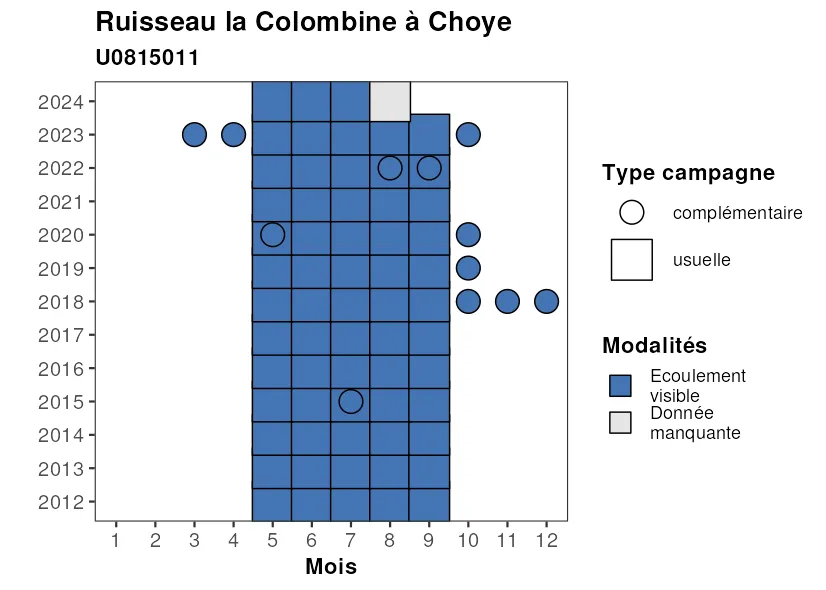 Ruisseau la Colombine à Choye
U0815011
2024
2023
2022
2021
2020
2019
2018
2017
2016
2015
2014
2013
2012
1 2 3 4 5 6 7 8 9 10 11 12
Mois
Type campagne
complémentaire
usuelle
Modalités
Ecoulement
visible
Donnée
manquante